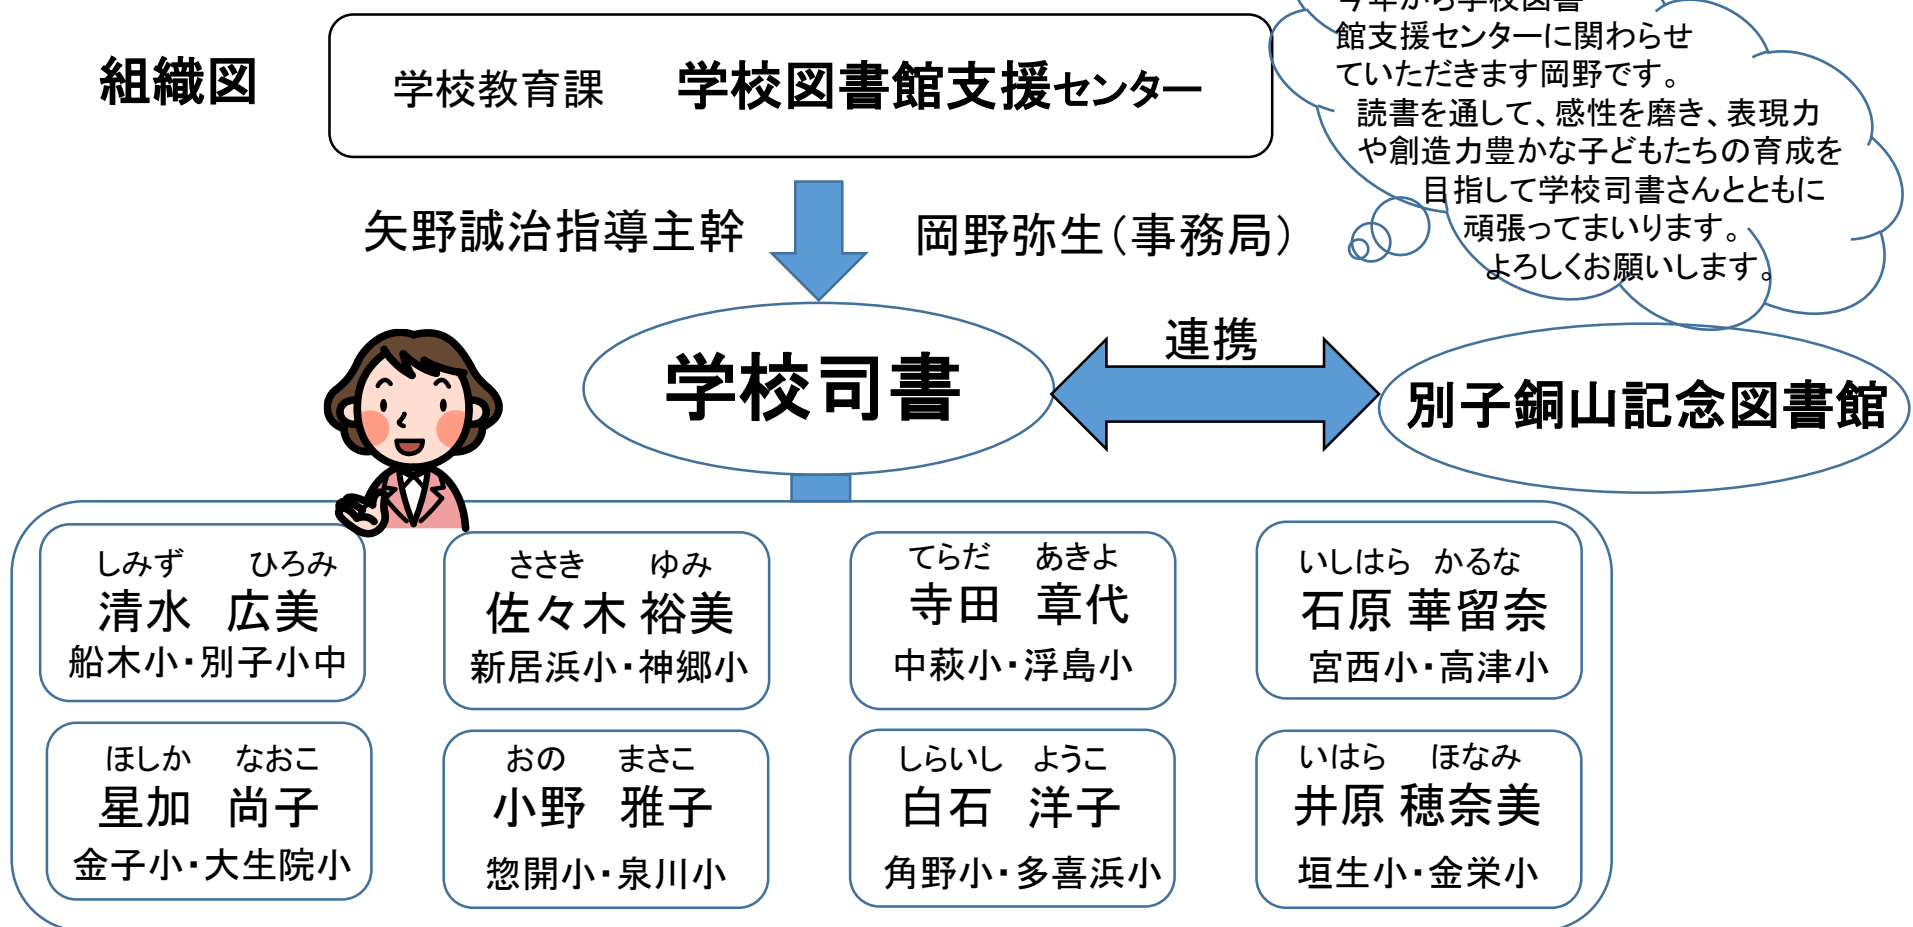 組織図
学校教育課 学校図書館支援センター
今年から学校図書
館支援センターに関わらせ
ていただきます岡野です。
読書を通して、感性を磨き、表現力
や創造力豊かな子どもたちの育成を
目指して学校司書さんとともに
頑張ってまいります。
よろしくお願いします。
矢野誠治指導主幹
岡野弥生(事務局)
学校司書
連携
別子銅山記念図書館
しみず ひろみ
清水 広美
船木小・別子小中
ささき ゆみ
佐々木 裕美
新居浜小・神郷小
てらだ あきよ
寺田 章代
中萩小・浮島小
いしはら かるな
石原 華留奈
宮西小・高津小
ほしか なおこ
星加 尚子
金子小・大生院小
おの まさこ
小野 雅子
惣開小・泉川小
しらいし ようこ
白石 洋子
角野小・多喜浜小
いはら ほなみ
井原 穂奈美
垣生小・金栄小